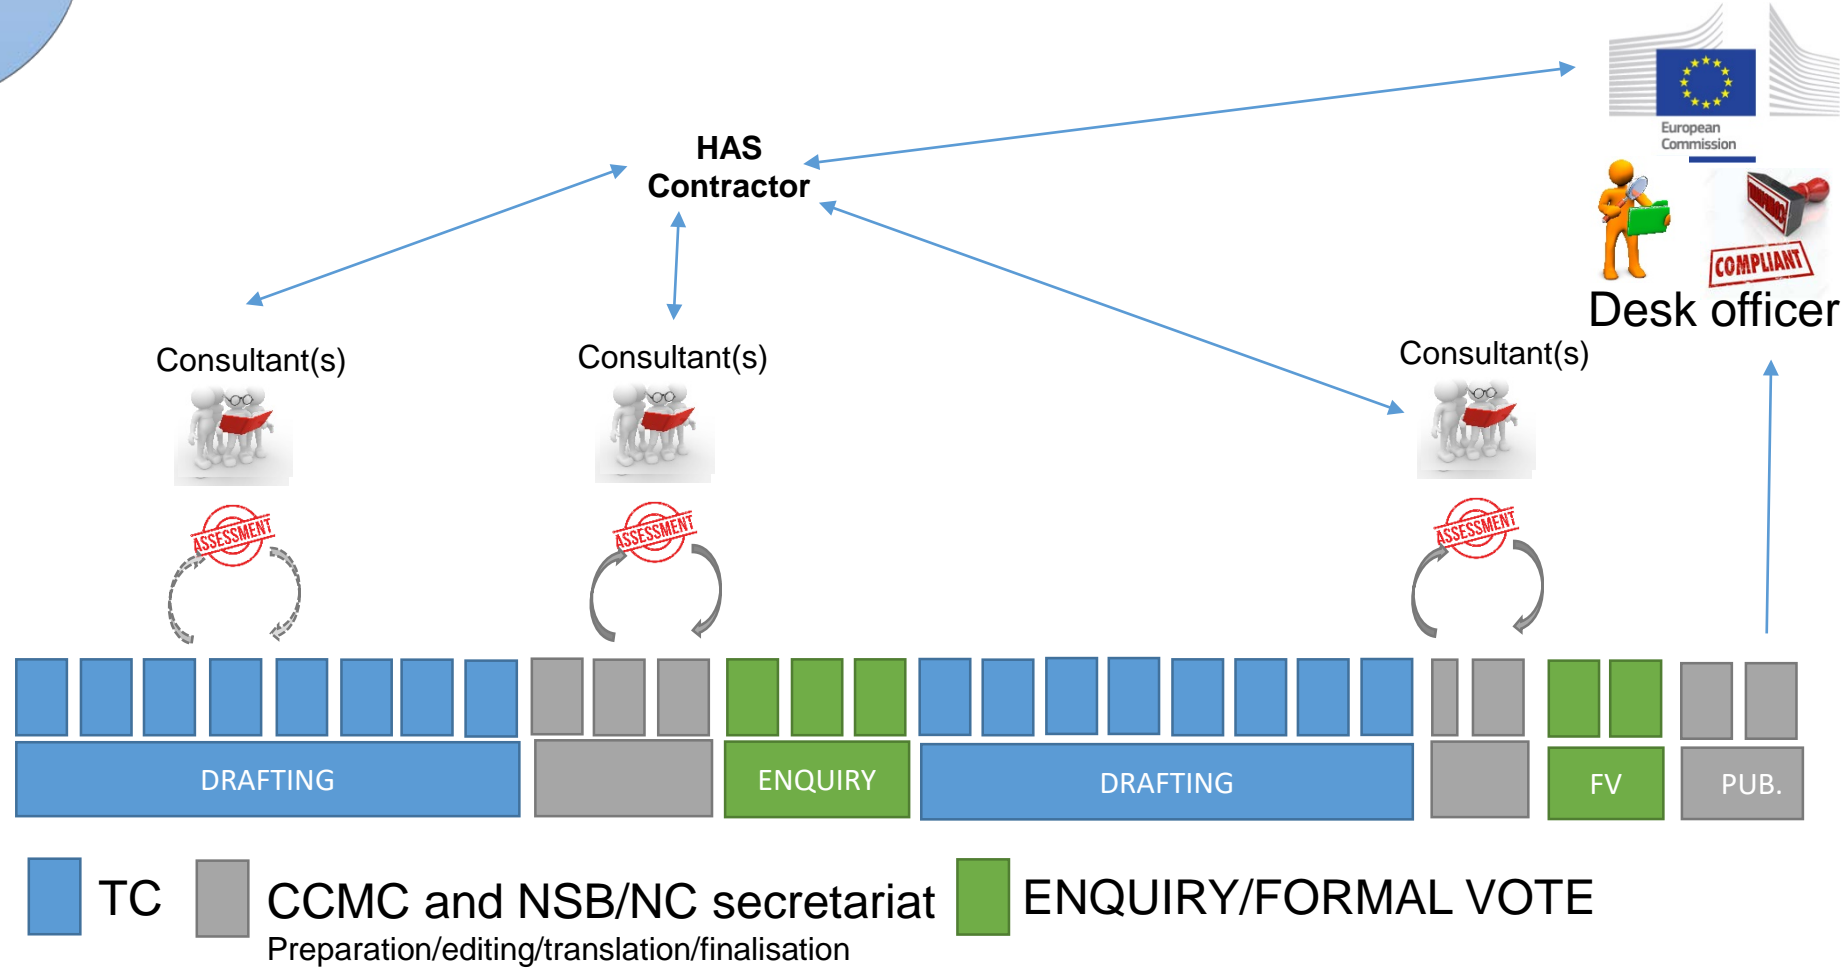 European
Commission
HAS
Contractor
COMPLIANT
Desk officer
Consultant(s)
Consultant(s)
Consultant(s)
ASSESSMENT
ASSESSMENT
ASSESSMENT
DRAFTING
ENQUIRY
DRAFTING
FV
PUB.
TC
CCMC and NSB/NC secretariat
ENQUIRY/FORMAL VOTE
Preparation/editing/translation/finalisation